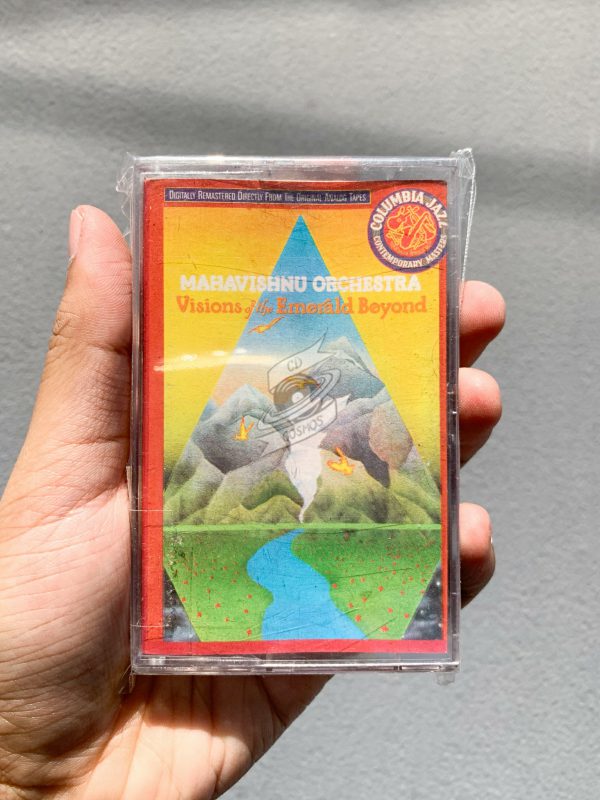 DIGITALLY REMASTERED DIRECTLY FROM THE ORIGINAL ANALOG TAPES
COLUMBIA JAZZ
CONTEMPORARY MASTERS
MAHAVISHNU ORCHESTRA
Visions of the Emerald Beyond
CD
COSMOS